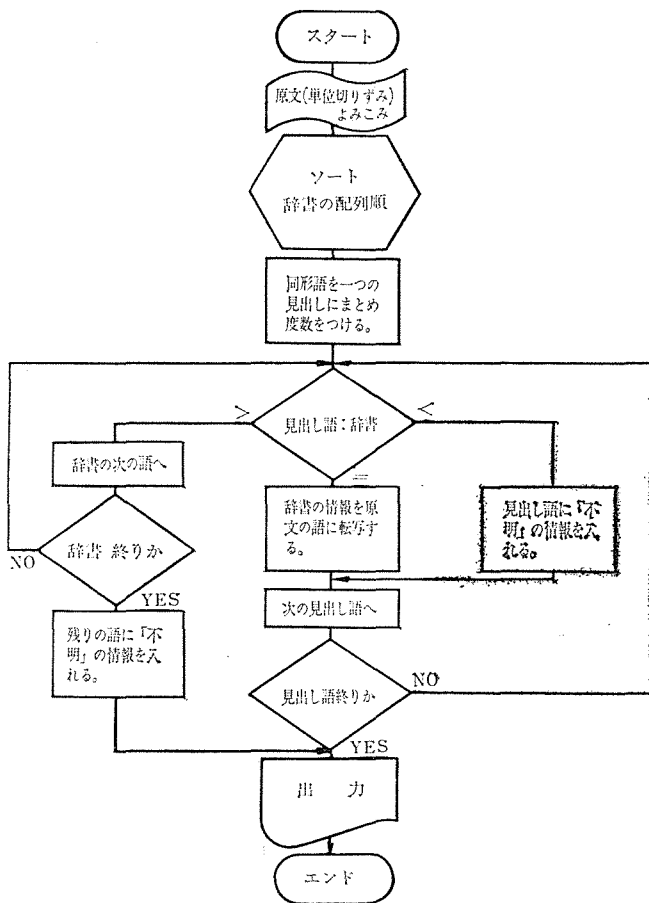 スタート
原文(単位切りずみ)
よみこみ
ソート
辞書の配列順
同形語を一つの
見出しにまとめ
度数をつける。
見出し語:辞書
>
<
=
辞書の次の語へ
辞書の情報を原
文の語に転写す
る。
見出し語に「不
明」の情報を入
れる。
辞書 終りか
NO
YES
次の見出し語へ
残りの語に「不
明」の情報を入
れる。
見出し語終りか
NO
YES
出 力
エンド